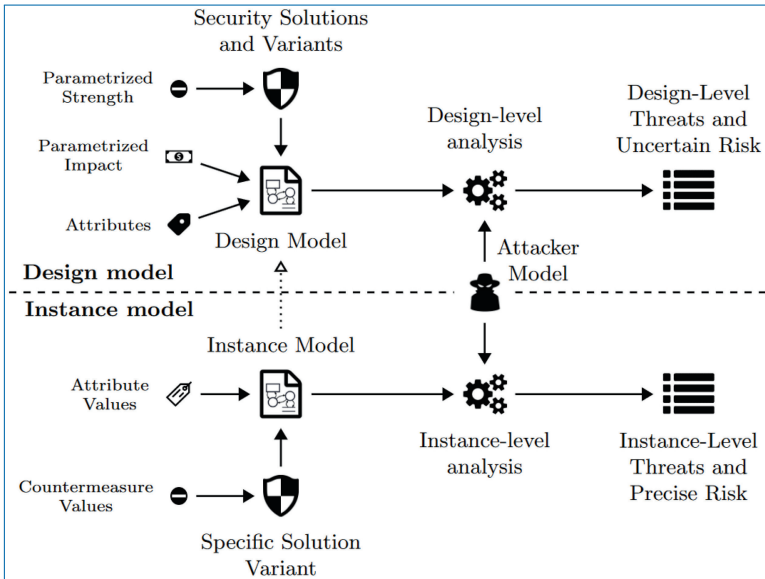 Security Solutions
and Variants
Parametrized
Strength
Parametrized
Impact
Attributes
Design Model
Design-level
analysis
Design-Level
Threats and
Uncertain Risk
Attacker
Model
Design model
Instance model
Instance Model
Attribute
Values
Countermeasure
Values
Specific Solution
Variant
Instance-level
analysis
Instance-Level
Threats and
Precise Risk